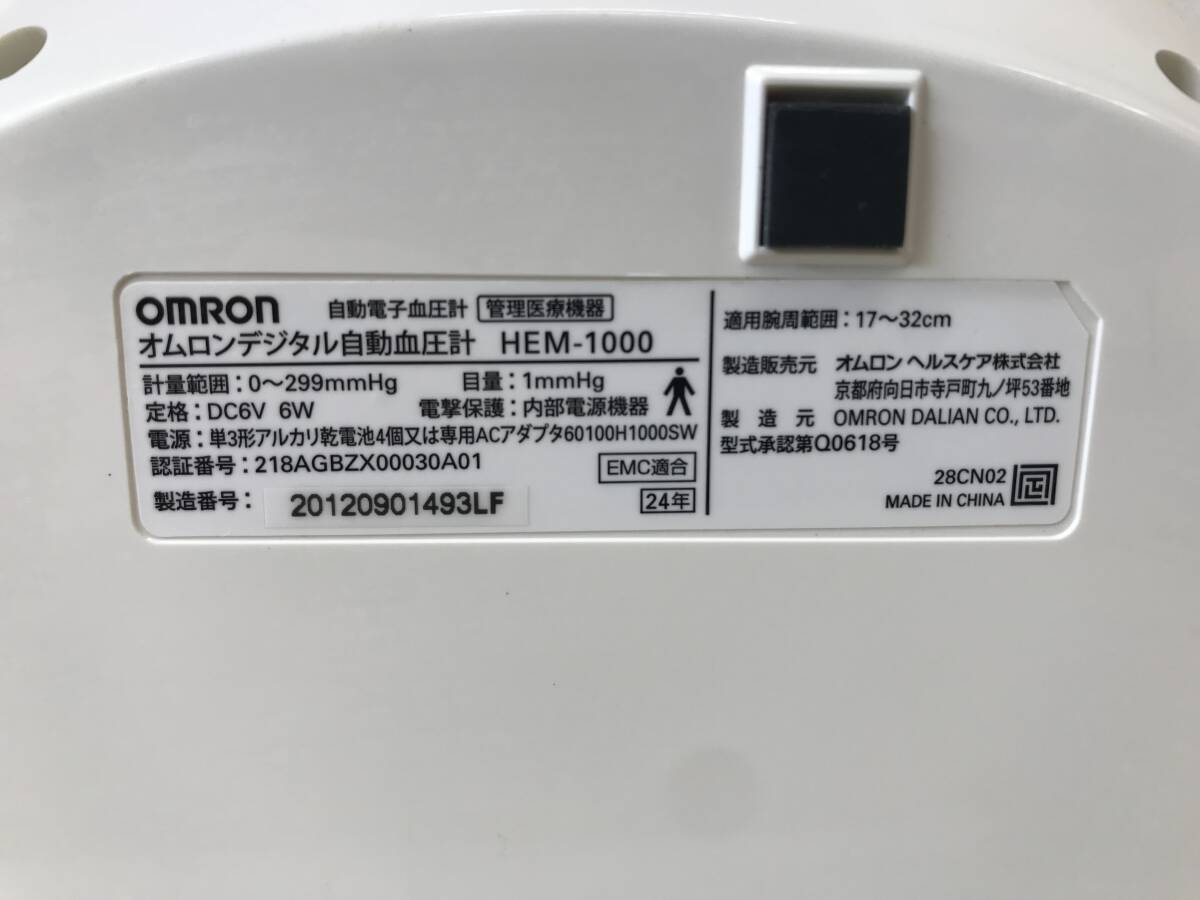 OMRON 自動電子血圧計 管理医療機器
オムロンデジタル自動血圧計 HEM-1000
計量範囲:0～299mmHg 目量:1mmHg
定格:DC6V 6W 電撃保護:内部電源機器
電源:単3形アルカリ乾電池4個又は専用ACアダプタ60100H1000SW
認証番号:218AGBZX00030A01 EMC適合
製造番号: 20120901493LF 24年
適用腕周範囲:17～32cm
製造販売元 オムロン ヘルスケア株式会社
京都府向日市寺戸町九ノ坪53番地
製造元 OMRON DALIAN CO., LTD.
型式承認第Q0618号
28CN02
MADE IN CHINA